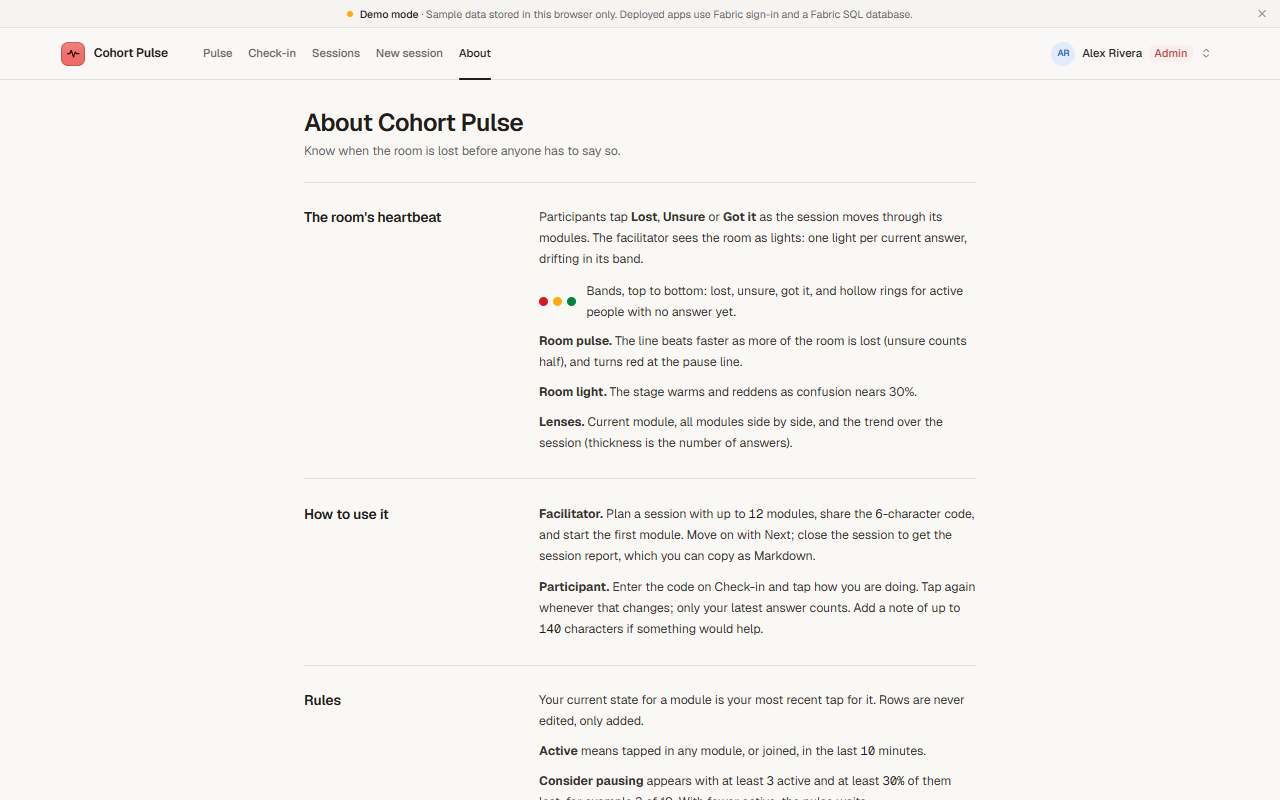 Demo mode · Sample data stored in this browser only. Deployed apps use Fabric sign-in and a Fabric SQL database.
Cohort Pulse
Pulse
Check-in
Sessions
New session
About
AR
Alex Rivera
Admin
About Cohort Pulse
Know when the room is lost before anyone has to say so.
The room's heartbeat
Participants tap Lost, Unsure or Got it as the session moves through its
modules. The facilitator sees the room as lights: one light per current answer,
drifting in its band.
Bands, top to bottom: lost, unsure, got it, and hollow rings for active
people with no answer yet.
Room pulse. The line beats faster as more of the room is lost (unsure counts
half), and turns red at the pause line.
Room light. The stage warms and reddens as confusion nears 30%.
Lenses. Current module, all modules side by side, and the trend over the
session (thickness is the number of answers).
How to use it
Facilitator. Plan a session with up to 12 modules, share the 6-character code,
and start the first module. Move on with Next; close the session to get the
session report, which you can copy as Markdown.
Participant. Enter the code on Check-in and tap how you are doing. Tap again
whenever that changes; only your latest answer counts. Add a note of up to
140 characters if something would help.
Rules
Your current state for a module is your most recent tap for it. Rows are never
edited, only added.
Active means tapped in any module, or joined, in the last 10 minutes.
Consider pausing appears with at least 3 active and at least 30% of them